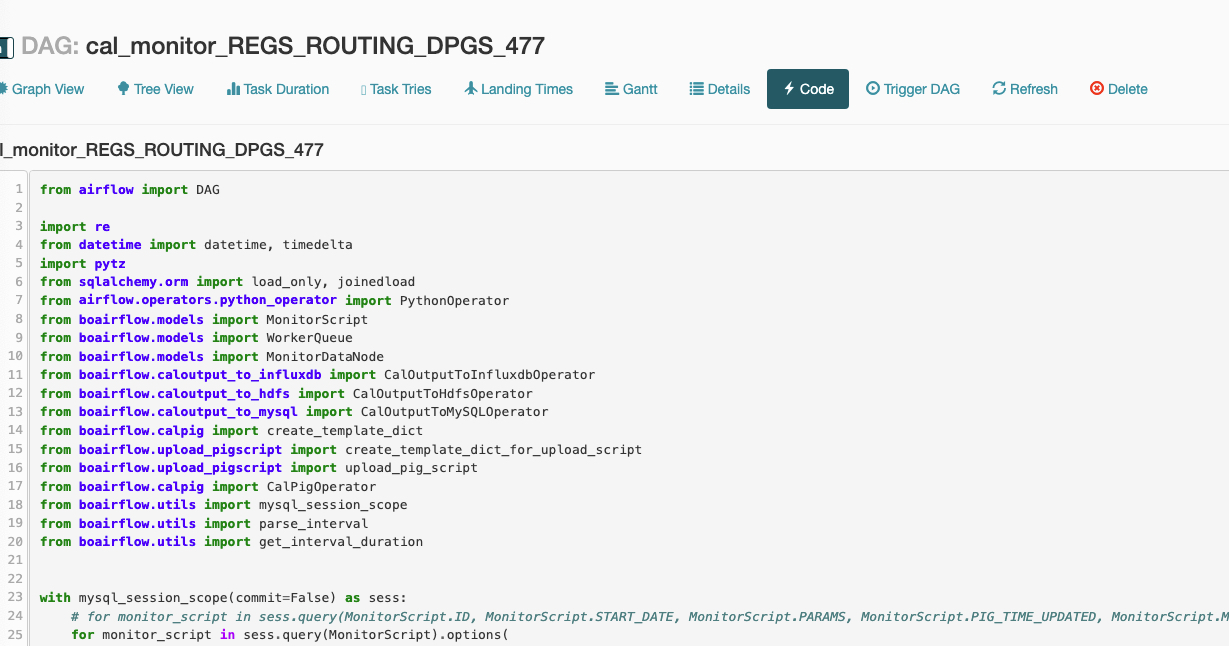 DAG: cal_monitor_REGS_ROUTING_DPGS_477
Graph View Tree View Task Duration Task Tries Landing Times Gantt Details Code Trigger DAG Refresh Delete
l_monitor_REGS_ROUTING_DPGS_477
1 from airflow import DAG
2
3 import re
4 from datetime import datetime, timedelta
5 import pytz
6 from sqlalchemy.orm import load_only, joinedload
7 from airflow.operators.python_operator import PythonOperator
8 from boairflow.models import MonitorScript
9 from boairflow.models import WorkerQueue
10 from boairflow.models import MonitorDataNode
11 from boairflow.caloutput_to_influxdb import CalOutputToInfluxdbOperator
12 from boairflow.caloutput_to_hdfs import CalOutputToHdfsOperator
13 from boairflow.caloutput_to_mysql import CalOutputToMySQLOperator
14 from boairflow.calpig import create_template_dict
15 from boairflow.upload_pigscript import create_template_dict_for_upload_script
16 from boairflow.upload_pigscript import upload_pig_script
17 from boairflow.calpig import CalPigOperator
18 from boairflow.utils import mysql_session_scope
19 from boairflow.utils import parse_interval
20 from boairflow.utils import get_interval_duration
21
22
23 with mysql_session_scope(commit=False) as sess:
24 # for monitor_script in sess.query(MonitorScript.ID, MonitorScript.START_DATE, MonitorScript.PARAMS, MonitorScript.PIG_TIME_UPDATED, MonitorScript.M
25 for monitor_script in sess.query(MonitorScript).options(